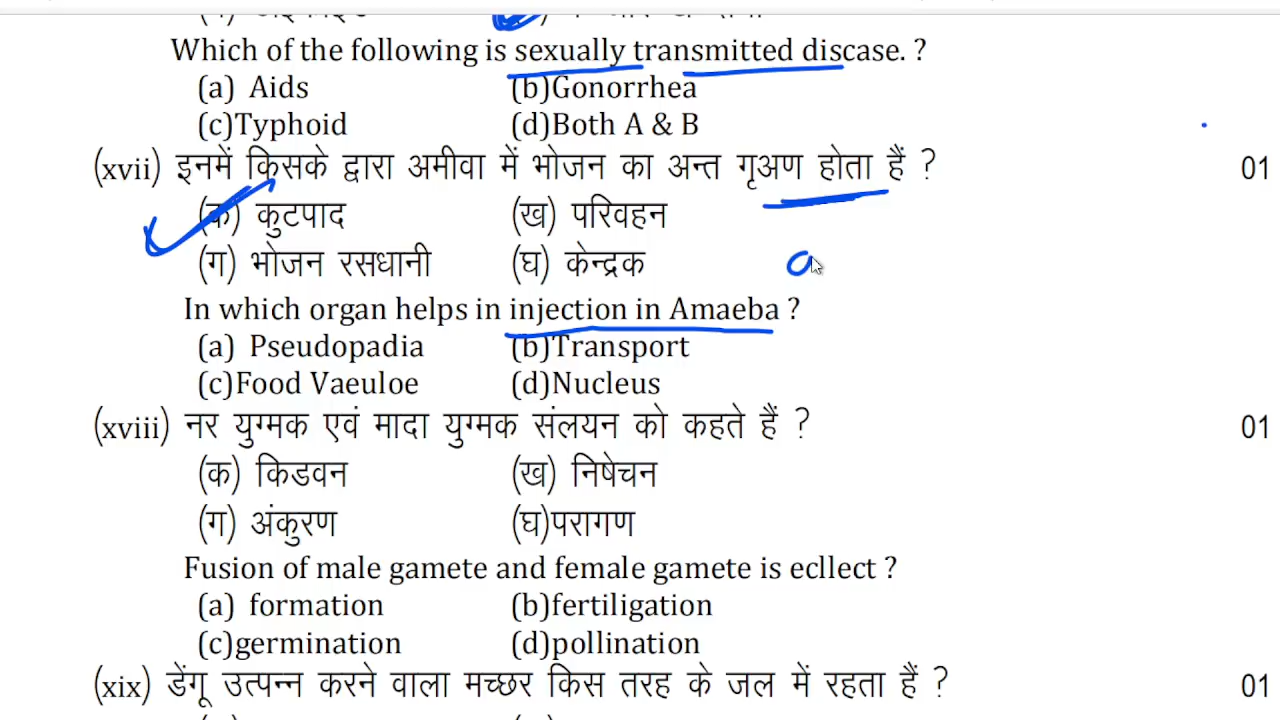 Which of the following is sexually transmitted discase. ?
(a) Aids (b)Gonorrhea
(c)Typhoid (d)Both A & B
(xvii) इनमें किसके द्वारा अमीवा में भोजन का अन्त गृअण होता हैं ? 01
(क) कुटपाद (ख) परिवहन
(ग) भोजन रसधानी (घ) केन्द्रक
In which organ helps in injection in Amaeba ?
(a) Pseudopadia (b)Transport
(c)Food Vaeuloe (d)Nucleus
(xviii) नर युग्मक एवं मादा युग्मक संलयन को कहते हैं ? 01
(क) किडवन (ख) निषेचन
(ग) अंकुरण (घ)परागण
Fusion of male gamete and female gamete is ecllect ?
(a) formation (b)fertiligation
(c)germination (d)pollination
(xix) डेंगू उत्पन्न करने वाला मच्छर किस तरह के जल में रहता हैं ? 01